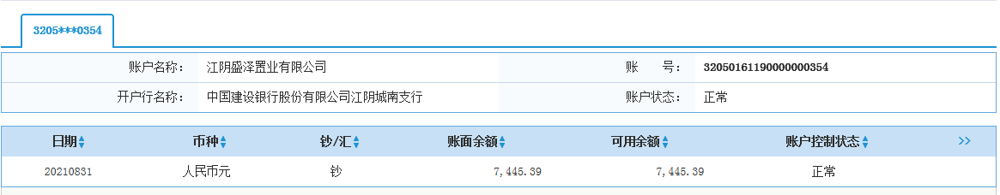 3205***0354
账户名称： 江阴盛泽置业有限公司 账 号： 32050161190000000354
开户行名称： 中国建设银行股份有限公司江阴城南支行 账户状态： 正常
日期 币种 钞/汇 账面余额 可用余额 账户控制状态 >>
20210831 人民币元 钞 7,445.39 7,445.39 正常